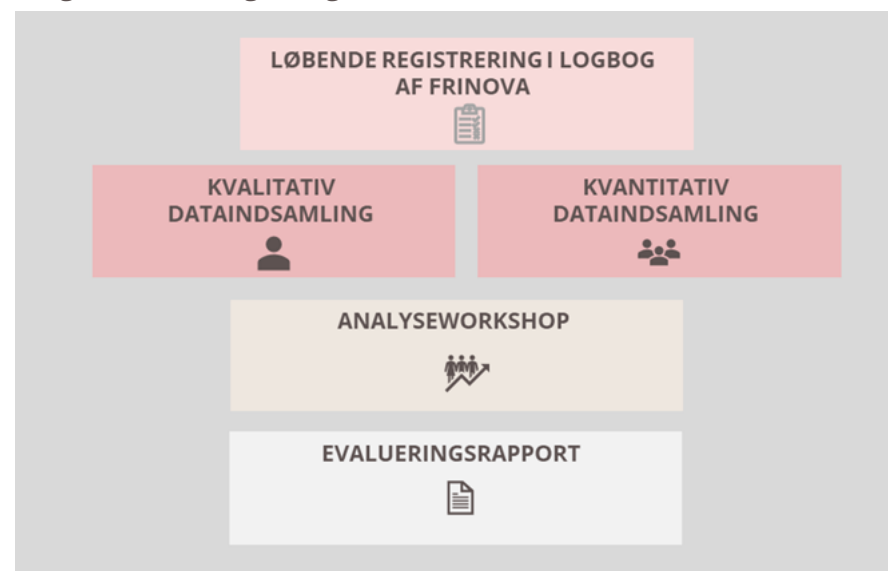 LØBENDE REGISTRERING I LOGBOG
AF FRINOVA
KVALITATIV
DATAINDSAMLING
KVANTITATIV
DATAINDSAMLING
ANALYSEWORKSHOP
EVALUERINGSRAPPORT